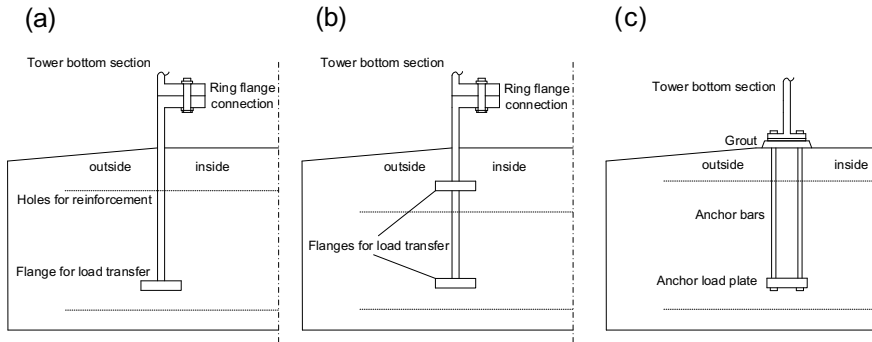 (a)
Tower bottom section
Ring flange
connection
outside
inside
Holes for reinforcement
Flange for load transfer
(b)
Tower bottom section
Ring flange
connection
outside
inside
Flanges for load transfer
(c)
Tower bottom section
Grout
outside
inside
Anchor bars
Anchor load plate